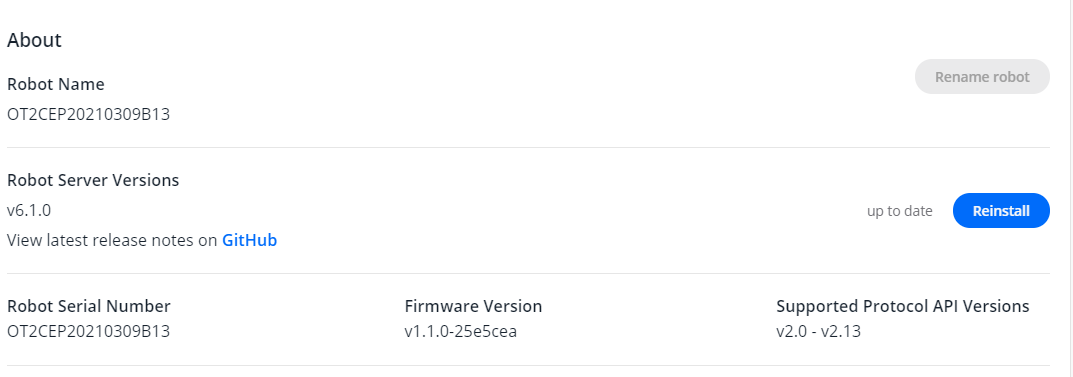 About
Robot Name
Rename robot
OT2CEP20210309B13
Robot Server Versions
v6.1.0
up to date
Reinstall
View latest release notes on GitHub
Robot Serial Number
Firmware Version
Supported Protocol API Versions
OT2CEP20210309B13
v1.1.0-25e5cea
v2.0 - v2.13